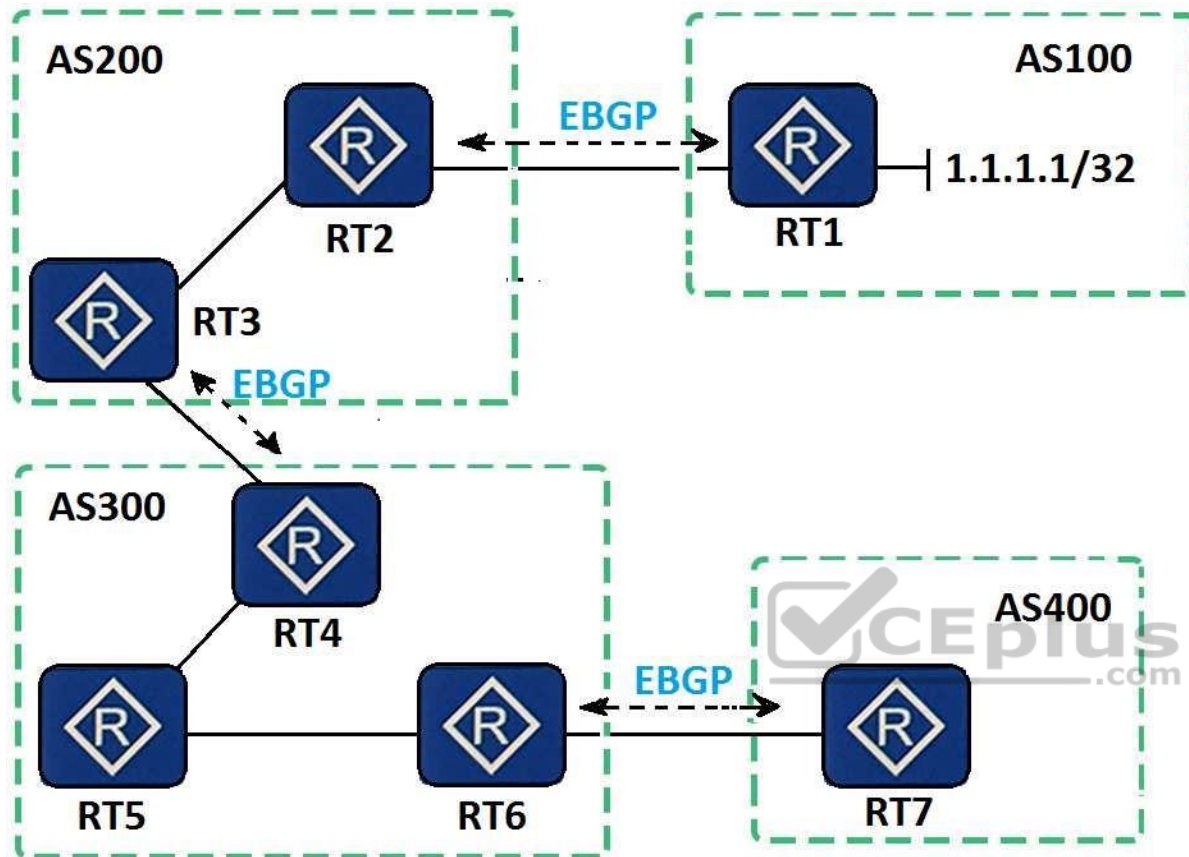 AS200
AS100
EBGP
R
R
1.1.1.1/32
RT2
RT1
R
RT3
EBGP
AS300
R
RT4
AS400
CEplus
.com
EBGP
R
R
R
RT5
RT6
RT7